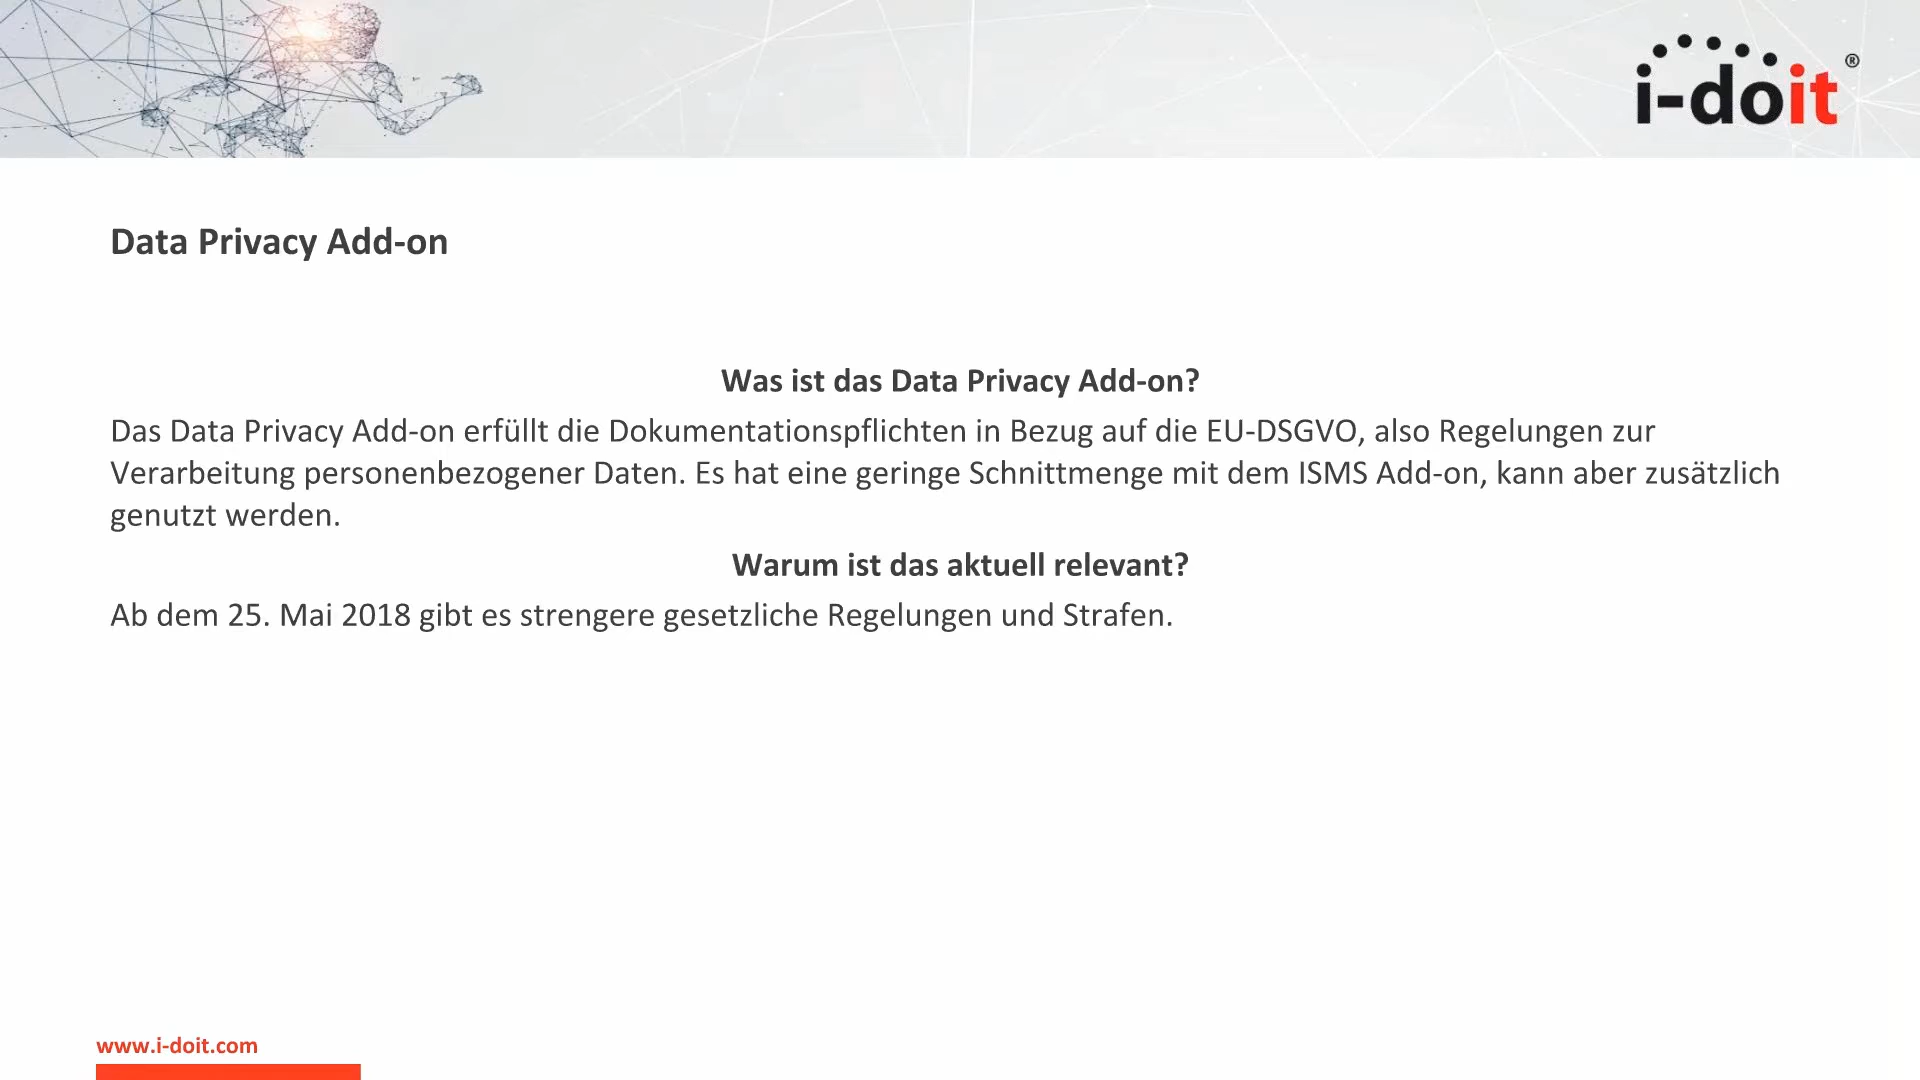 i-doit®
Data Privacy Add-on
Was ist das Data Privacy Add-on?
Das Data Privacy Add-on erfüllt die Dokumentationspflichten in Bezug auf die EU-DSGVO, also Regelungen zur
Verarbeitung personenbezogener Daten. Es hat eine geringe Schnittmenge mit dem ISMS Add-on, kann aber zusätzlich
genutzt werden.
Warum ist das aktuell relevant?
Ab dem 25. Mai 2018 gibt es strengere gesetzliche Regelungen und Strafen.
www.i-doit.com